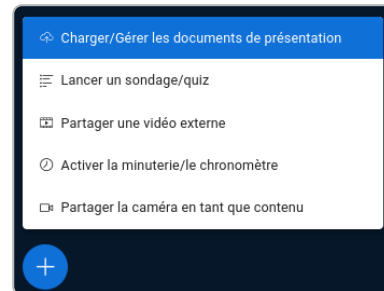 Charger/Gérer les documents de présentation
Lancer un sondage/quiz
Partager une vidéo externe
Activer la minuterie/le chronomètre
Partager la caméra en tant que contenu